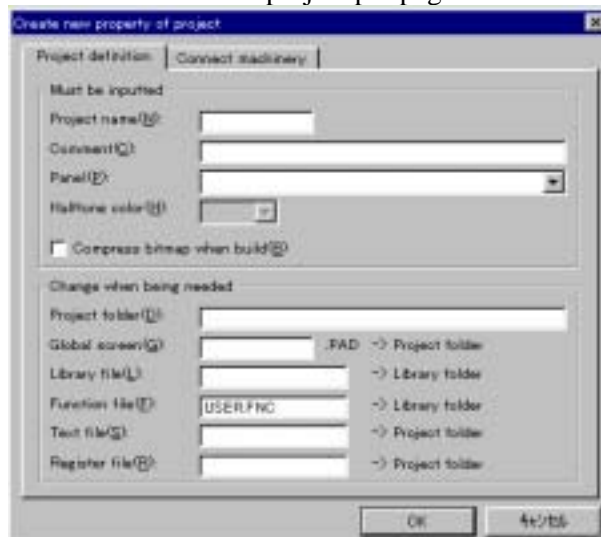 Create new property of project
Project definition
Connect machinery
Must be inputted
Project name(N):
Comment(C):
Panel(P):
Halftone color(H):
Compress bitmap when build(B)
Change when being needed
Project folder(D):
Global screen(G): .PAD -> Project folder
Library file(L): -> Library folder
Function file(F): USER.FNC -> Library folder
Text file(S): -> Project folder
Register file(R): -> Project folder
OK キャンセル